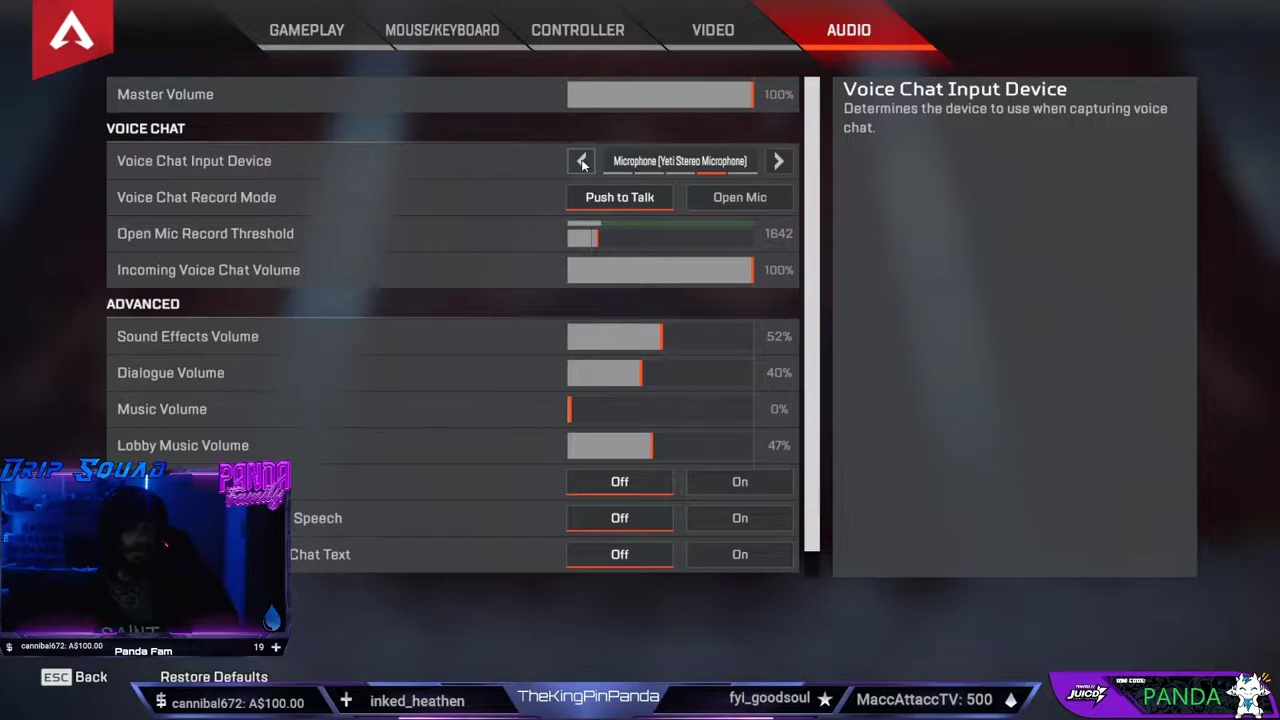 GAMEPLAY MOUSE/KEYBOARD CONTROLLER VIDEO AUDIO
Master Volume 100%
VOICE CHAT
Voice Chat Input Device Microphone (Yeti Stereo Microphone)
Voice Chat Record Mode Push to Talk Open Mic
Open Mic Record Threshold 1642
Incoming Voice Chat Volume 100%
ADVANCED
Sound Effects Volume 52%
Dialogue Volume 40%
Music Volume 0%
Lobby Music Volume 47%
Off On
Speech Off On
Chat Text Off On
Voice Chat Input Device
Determines the device to use when capturing voice
chat.
DRIP SQUAD
PANDA
Family
SAINT
$ cannibal672: A$100.00
Panda Fam
19 +
ESC Back Restore Defaults
$ cannibal672: A$100.00 + inked_heathen TheKingPinPanda fyi_goodsoul MaccAttaccTV: 500
JUICD
USE CODE:
PANDA